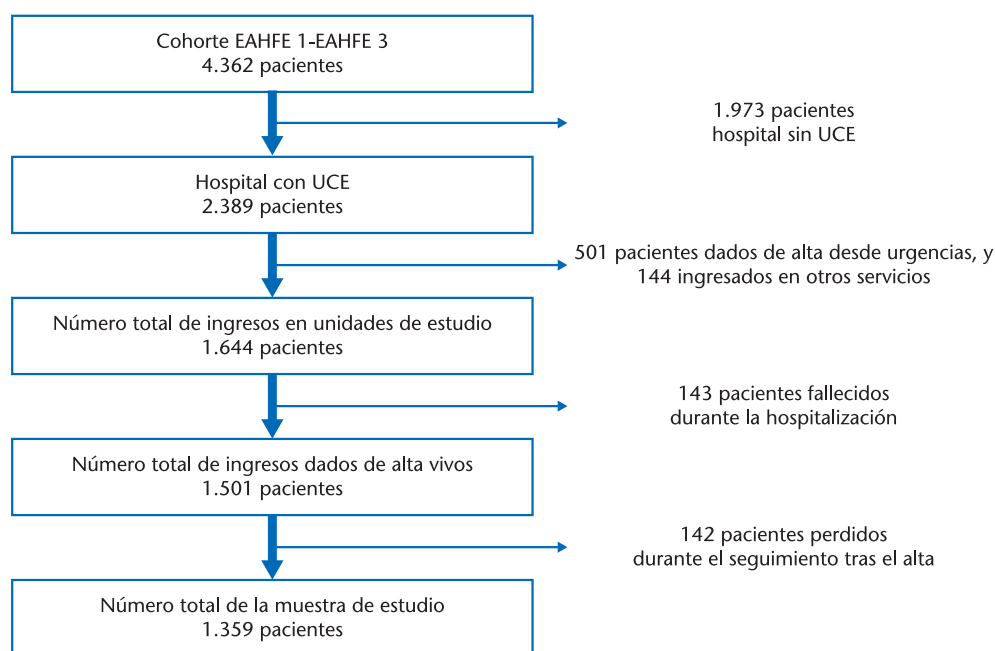 Cohorte EAHFE 1-EAHFE 3
4.362 pacientes
1.973 pacientes
hospital sin UCE
Hospital con UCE
2.389 pacientes
501 pacientes dados de alta desde urgencias, y
144 ingresados en otros servicios
Número total de ingresos en unidades de estudio
1.644 pacientes
143 pacientes fallecidos
durante la hospitalización
Número total de ingresos dados de alta vivos
1.501 pacientes
142 pacientes perdidos
durante el seguimiento tras el alta
Número total de la muestra de estudio
1.359 pacientes